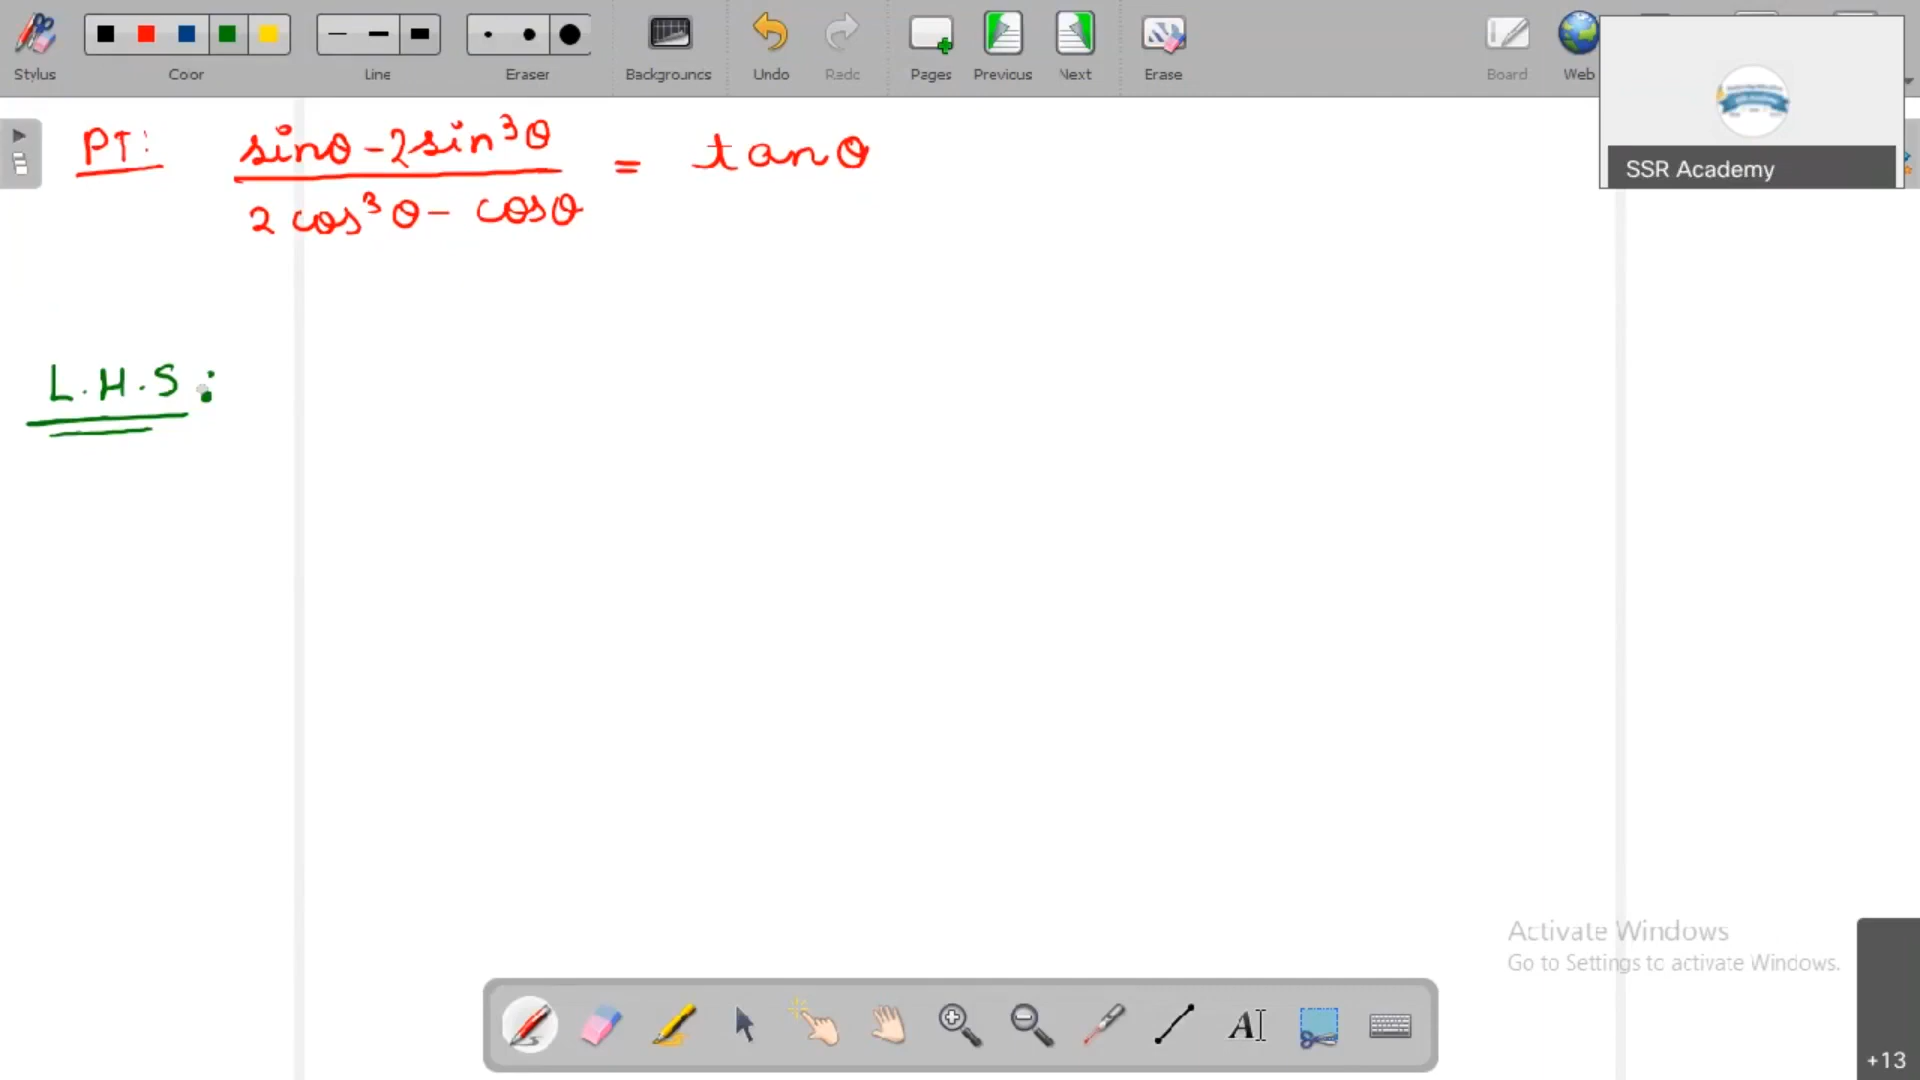 Stylus Color Line Eraser Backgrounds Undo Redo Pages Previous Next Erase Board Web
SSR Academy
PT: sinθ - 2sin³θ / 2cos³θ - cosθ = tanθ
L.H.S :
Activate Windows
Go to Settings to activate Windows.
+13